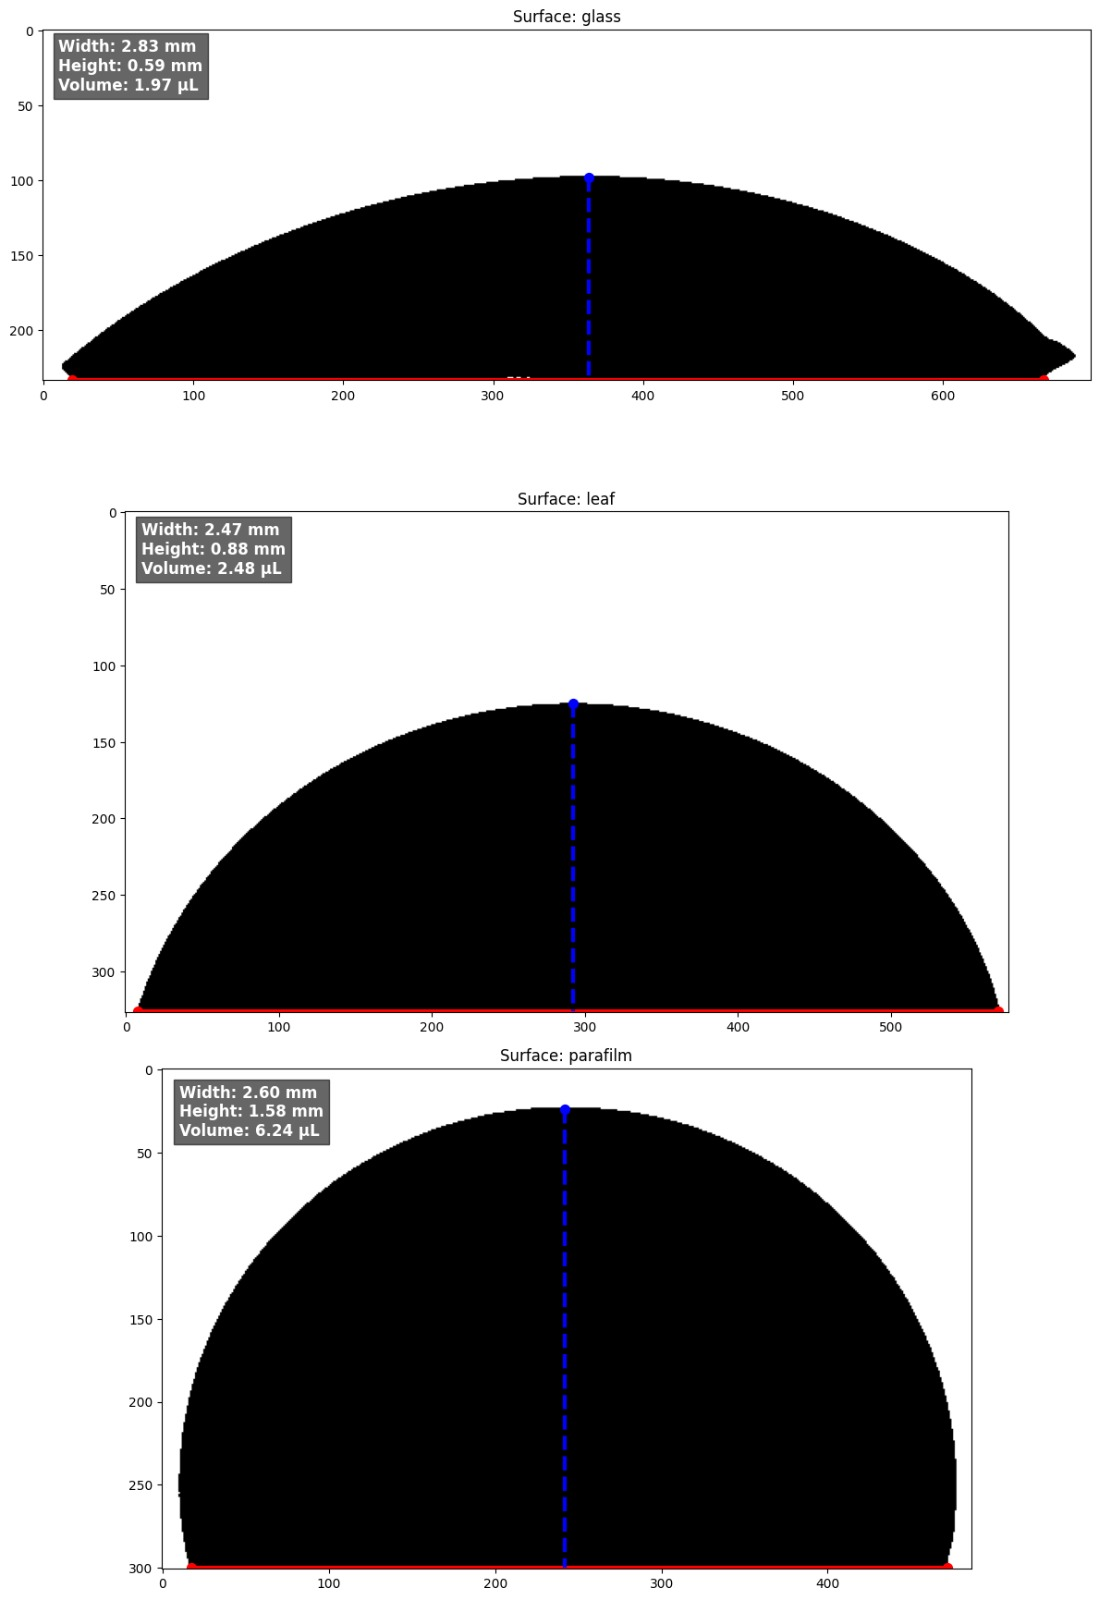 Surface: glass
Width: 2.83 mm
Height: 0.59 mm
Volume: 1.97 µL
0
50
100
150
200
0 100 200 300 400 500 600
Surface: leaf
Width: 2.47 mm
Height: 0.88 mm
Volume: 2.48 µL
0
50
100
150
200
250
300
0 100 200 300 400 500
Surface: parafilm
Width: 2.60 mm
Height: 1.58 mm
Volume: 6.24 µL
0
50
100
150
200
250
300
0 100 200 300 400